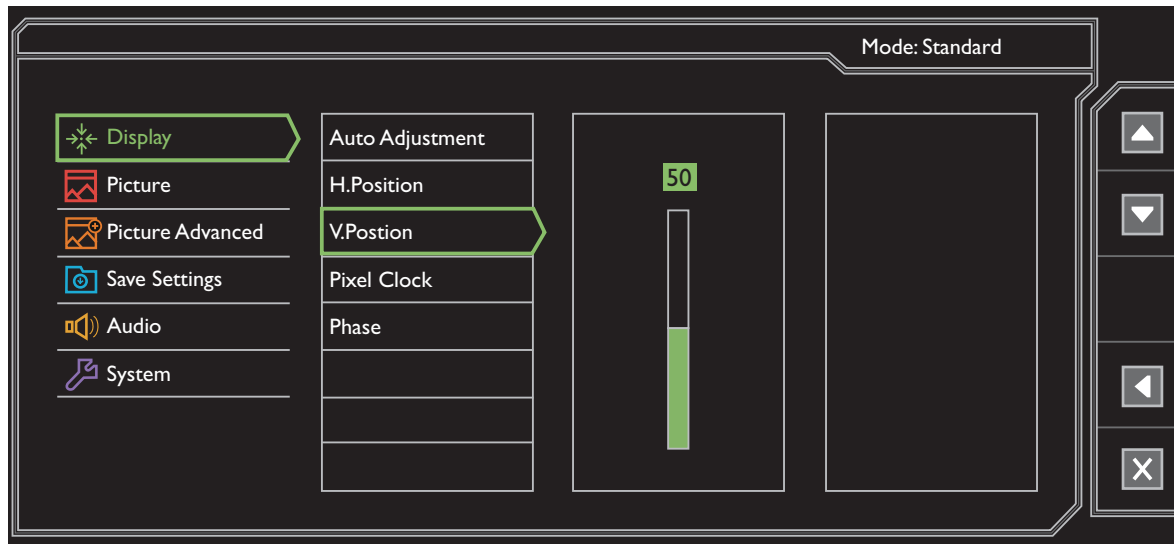 Mode: Standard
Display
Picture
Picture Advanced
Save Settings
Audio
System
Auto Adjustment
H.Position
V.Postion
Pixel Clock
Phase
50